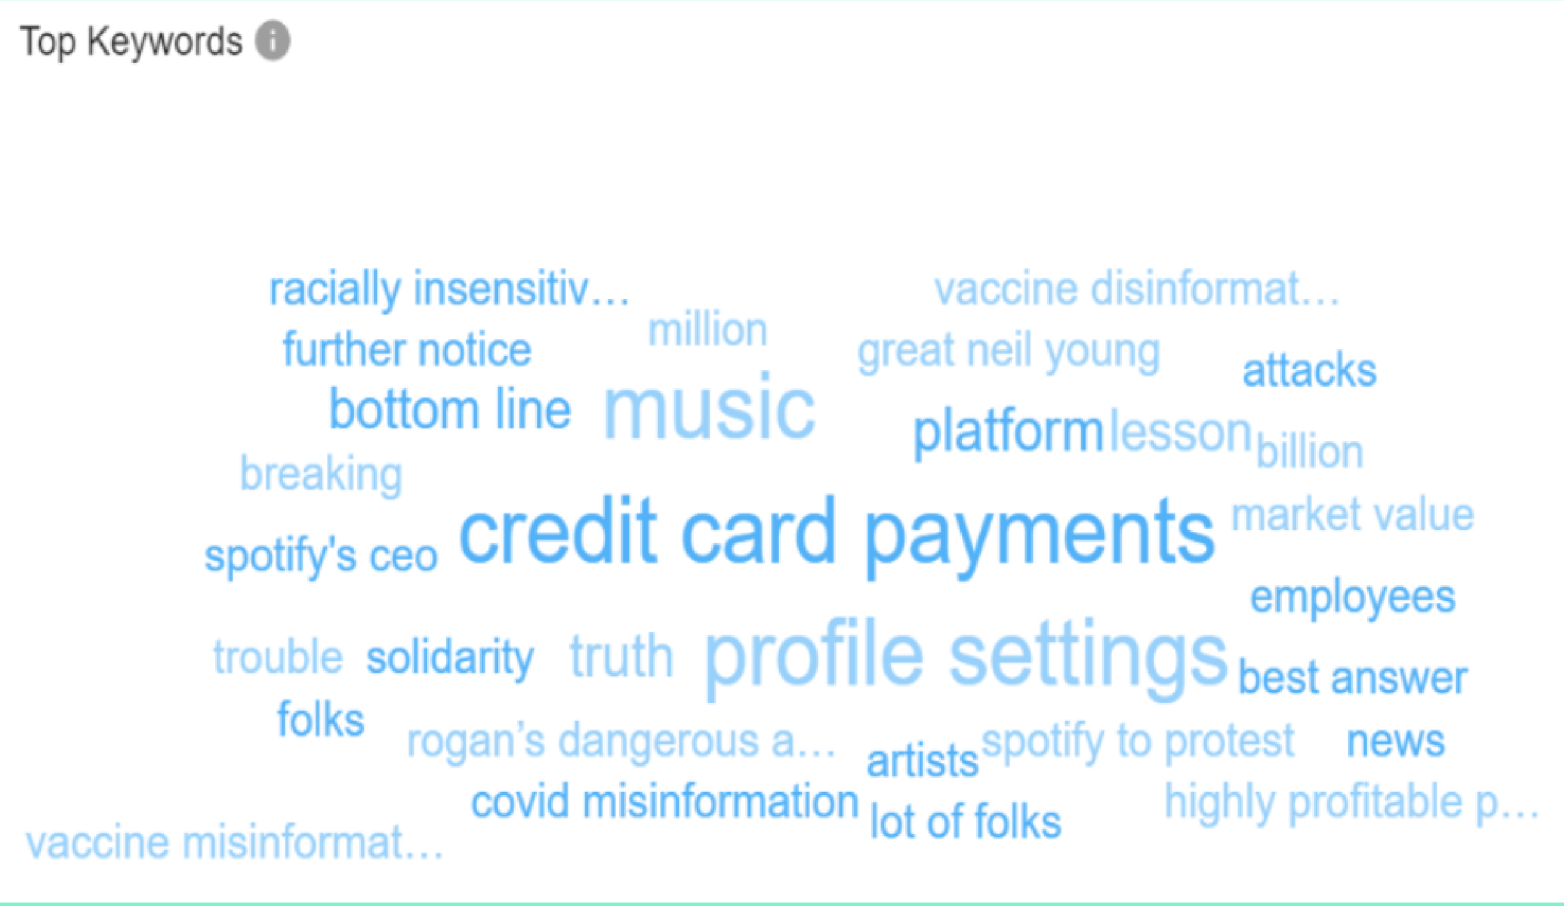 Top Keywords
racially insensitiv…
vaccine disinformat…
million
further notice
great neil young
attacks
bottom line
music
platform
lesson
billion
breaking
credit card payments
market value
spotify's ceo
employees
trouble
solidarity
truth
profile settings
best answer
folks
rogan’s dangerous a…
artists
spotify to protest
news
covid misinformation
lot of folks
highly profitable p…
vaccine misinformat…